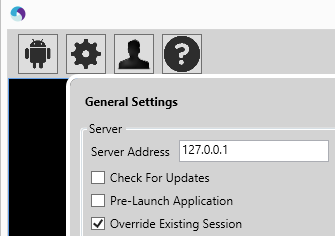 General Settings
Server
Server Address 127.0.0.1
Check For Updates
Pre-Launch Application
Override Existing Session